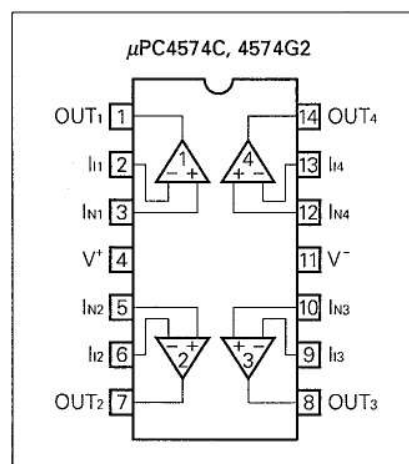 μPC4574C, 4574G2
OUT1 1 14 OUT4
1 4
II1 2 − + + − 13 II4
IN1 3 12 IN4
V+ 4 11 V−
IN2 5 10 IN3
II2 6 − + + − 9 II3
2 3
OUT2 7 8 OUT3